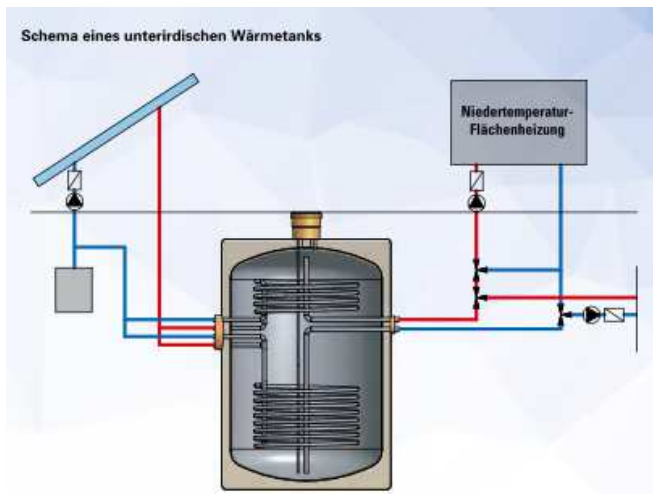 Schema eines unterirdischen Wärmetanks
Niedertemperatur-
Flächenheizung